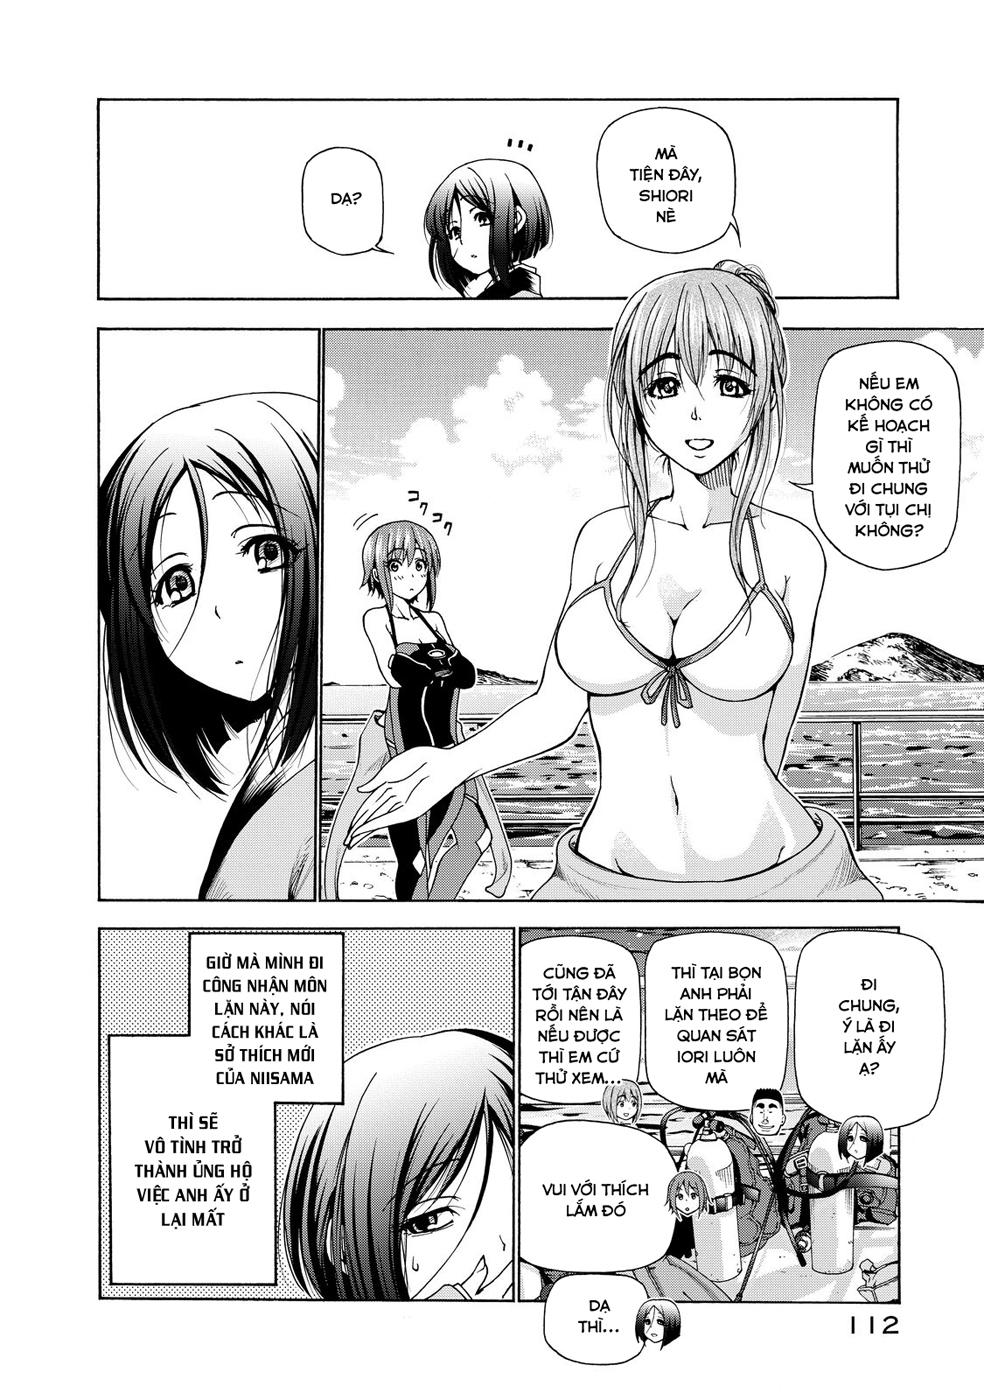 MÀ
TIỆN ĐÂY,
SHIORI
NÈ
DẠ?
NẾU EM
KHÔNG CÓ
KẾ HOẠCH
GÌ THÌ
MUỐN THỬ
ĐI CHUNG
VỚI TỤI CHỊ
KHÔNG?
コク
コク
ĐI
CHUNG,
Ý LÀ ĐI
LẶN ẤY
Ạ?
THÌ TẠI BỌN
ANH PHẢI
LẶN THEO ĐỂ
QUAN SÁT
IORI LUÔN
MÀ
CŨNG ĐÃ
TỚI TẬN ĐÂY
RỒI NÊN LÀ
NẾU ĐƯỢC
THÌ EM CỨ
THỬ XEM...
VUI VỚI THÍCH
LẮM ĐÓ
DẠ
THÌ...
GIỜ MÀ MÌNH ĐI
CÔNG NHẬN MÔN
LẶN NÀY, NÓI
CÁCH KHÁC LÀ
SỞ THÍCH MỚI
CỦA NIISAMA
THÌ SẼ
VÔ TÌNH TRỞ
THÀNH ỦNG HỘ
VIỆC ANH ẤY Ở
LẠI MẤT
112